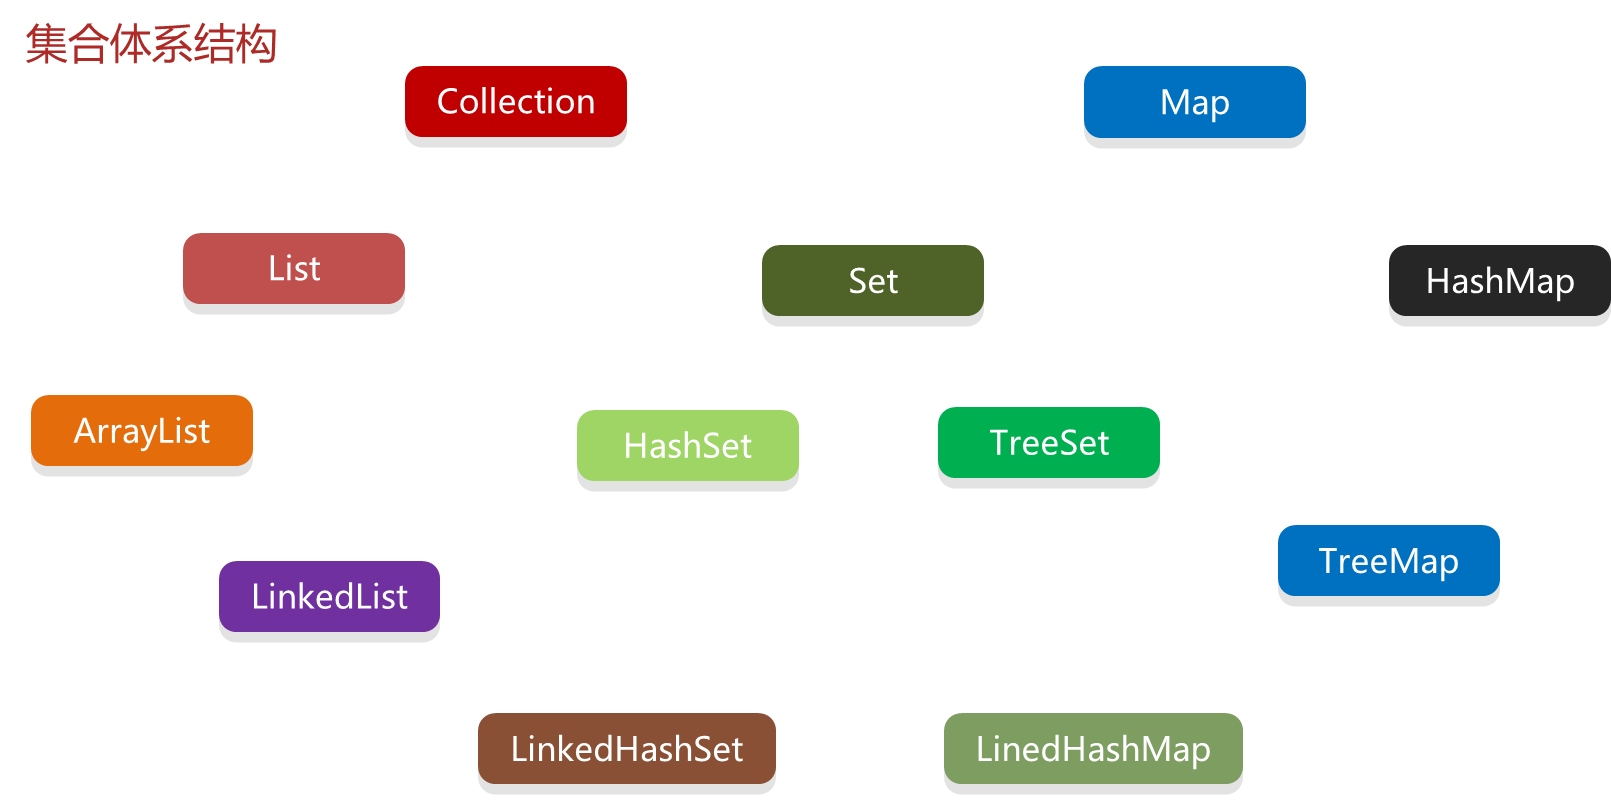 集合体系结构
Collection
Map
List
Set
HashMap
ArrayList
HashSet
TreeSet
TreeMap
LinkedList
LinkedHashSet
LinedHashMap